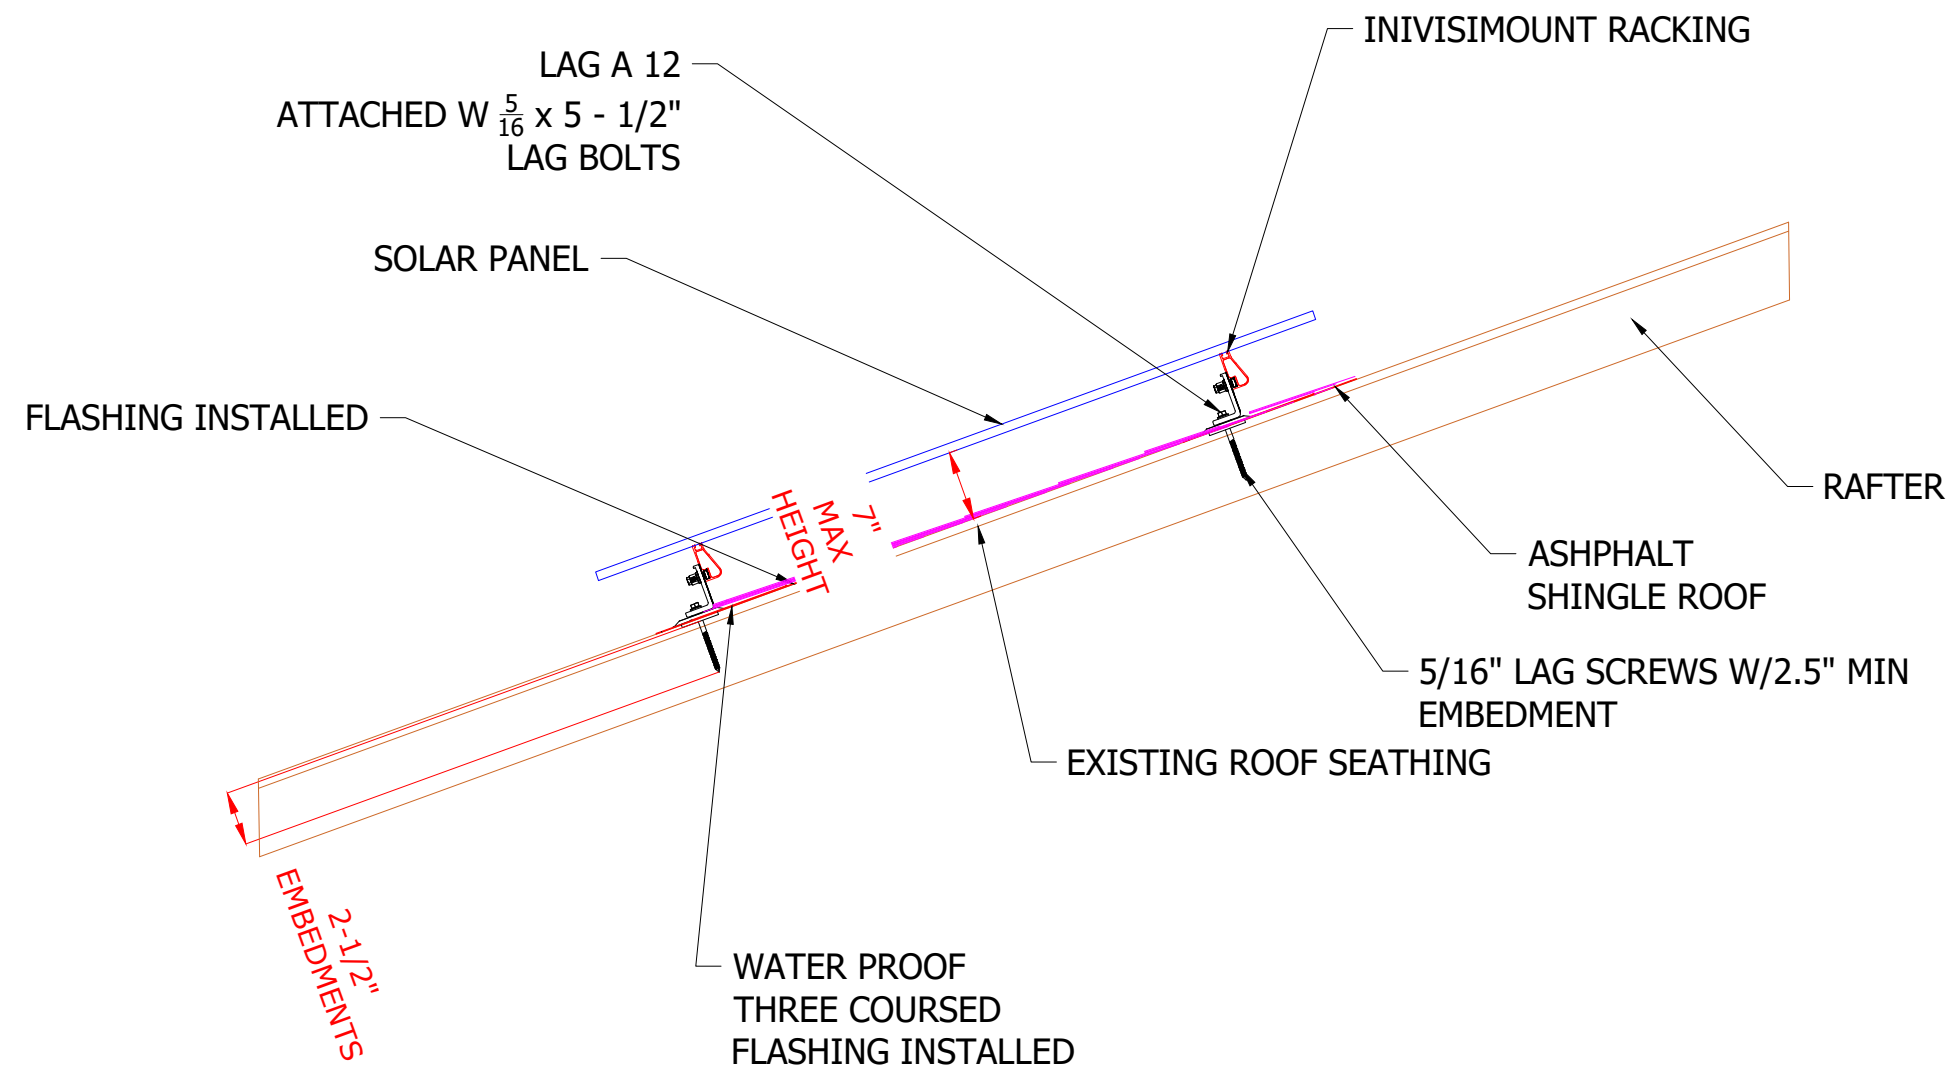 INIVISIMOUNT RACKING
LAG A 12
ATTACHED W 5/16 x 5 - 1/2"
LAG BOLTS
SOLAR PANEL
FLASHING INSTALLED
7"
MAX
HEIGHT
RAFTER
ASHPHALT
SHINGLE ROOF
5/16" LAG SCREWS W/2.5" MIN
EMBEDMENT
EXISTING ROOF SEATHING
2-1/2"
EMBEDMENTS
WATER PROOF
THREE COURSED
FLASHING INSTALLED